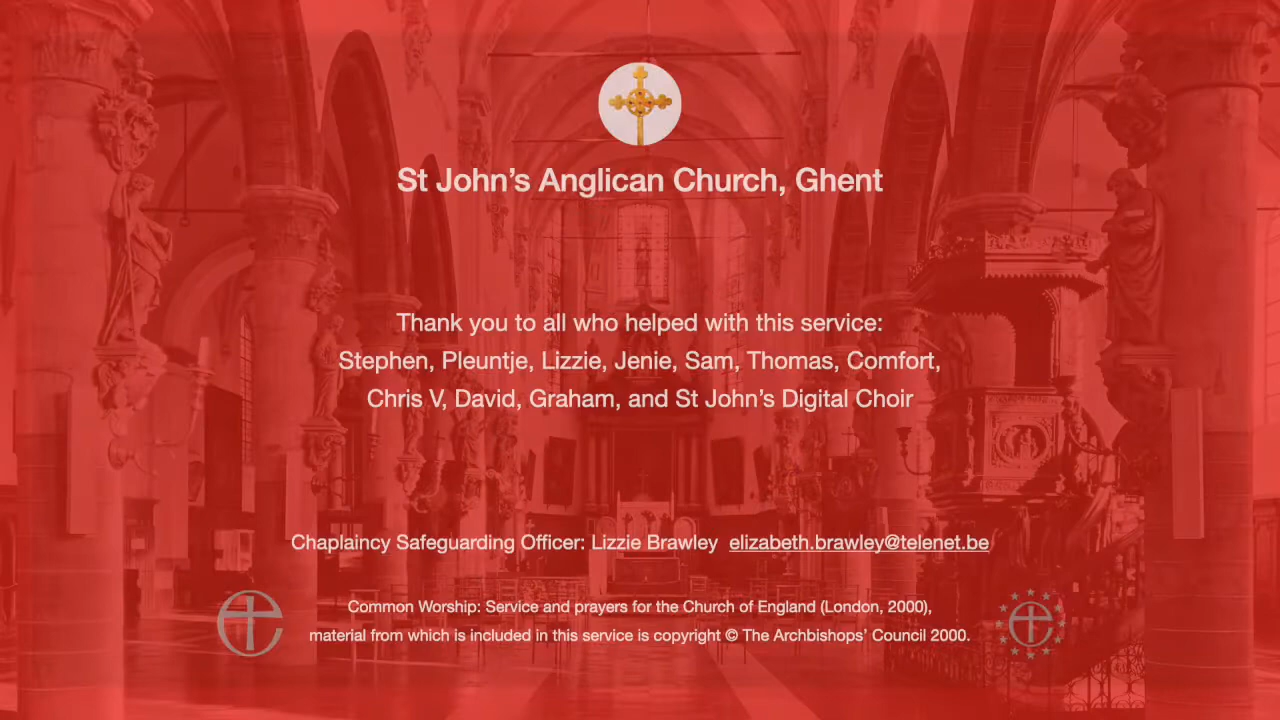 St John’s Anglican Church, Ghent
Thank you to all who helped with this service:
Stephen, Pleuntje, Lizzie, Jenie, Sam, Thomas, Comfort,
Chris V, David, Graham, and St John’s Digital Choir
Chaplaincy Safeguarding Officer: Lizzie Brawley elizabeth.brawley@telenet.be
Common Worship: Service and prayers for the Church of England (London, 2000),
material from which is included in this service is copyright © The Archbishops’ Council 2000.